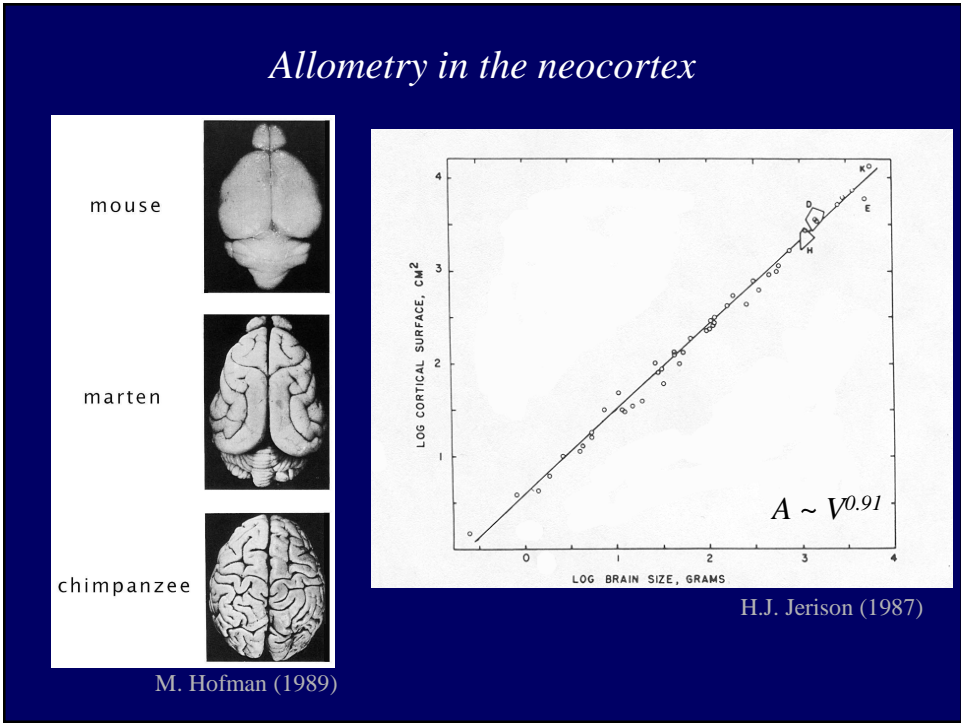 Allometry in the neocortex
mouse
marten
chimpanzee
M. Hofman (1989)
LOG CORTICAL SURFACE, CM²
4
3
2
1
K
E
D
H
A ~ V^0.91
0
1
2
3
4
LOG BRAIN SIZE, GRAMS
H.J. Jerison (1987)